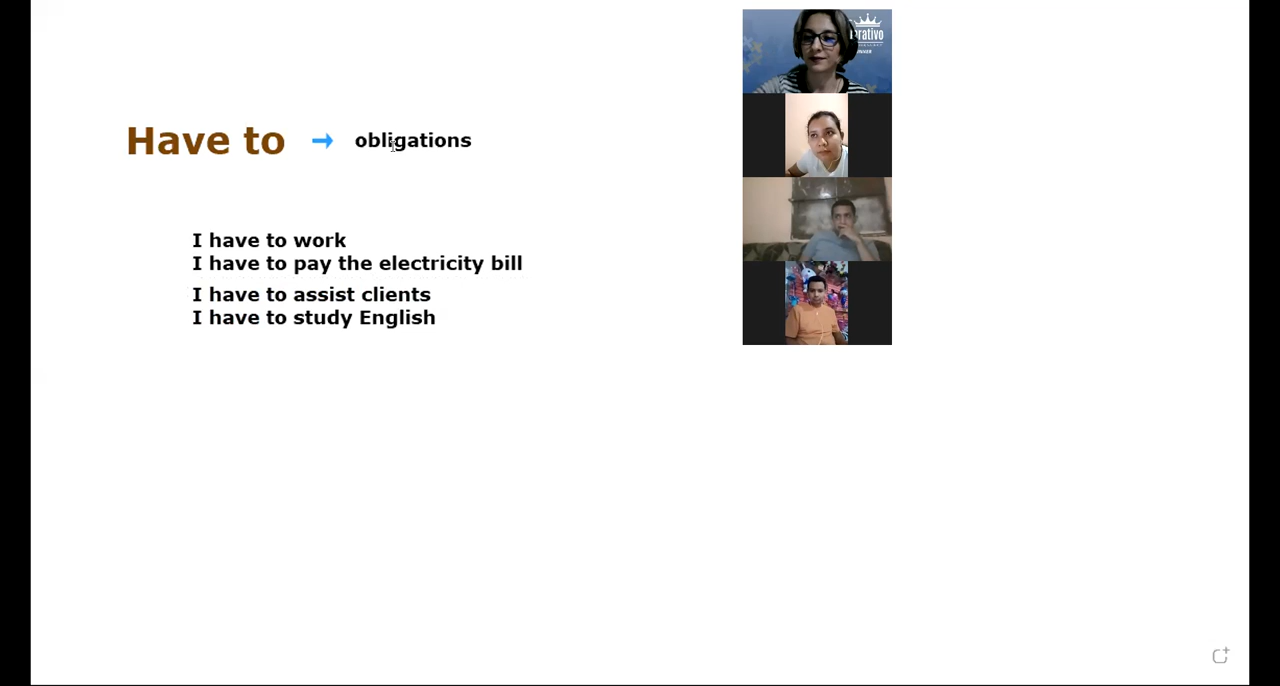 Have to → obligations
I have to work
I have to pay the electricity bill
I have to assist clients
I have to study English